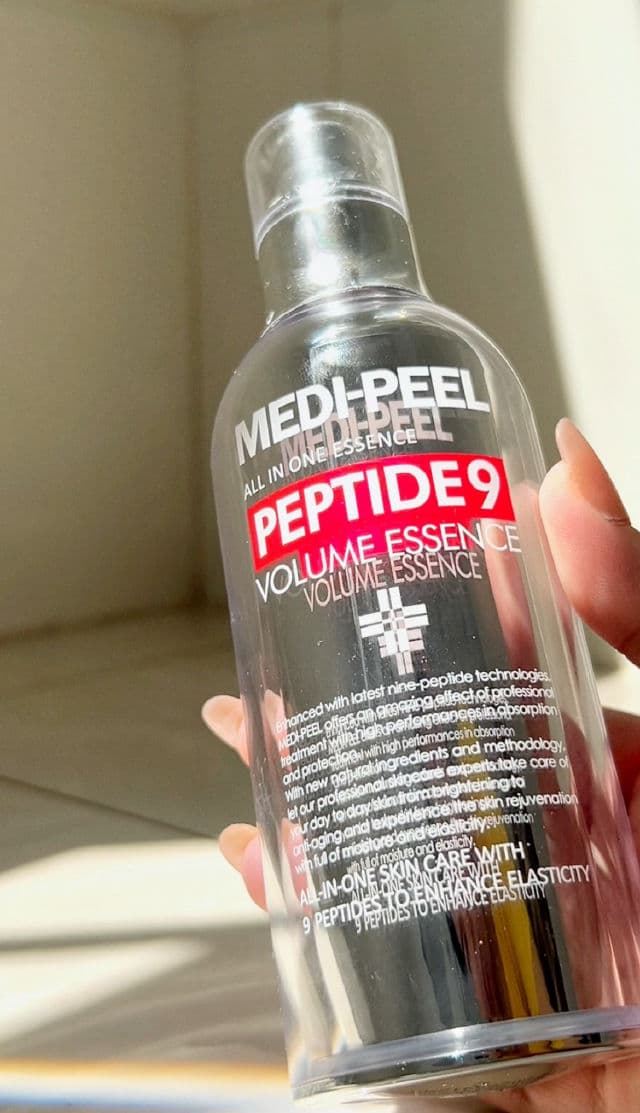 MEDI-PEEL
ALL IN ONE ESSENCE
PEPTIDE 9
VOLUME ESSENCE
Enhanced with latest nine-peptide technologies.
MEDI-PEEL offers an amazing effect of professional
treatment with high performances in absorption
and protection.
With new natural ingredients and methodology,
let our professional skincare experts take care of
your day to day skin from brightening to
anti-aging and experience the skin rejuvenation
with full of moisture and elasticity.
ALL-IN-ONE SKIN CARE WITH
9 PEPTIDES TO ENHANCE ELASTICITY